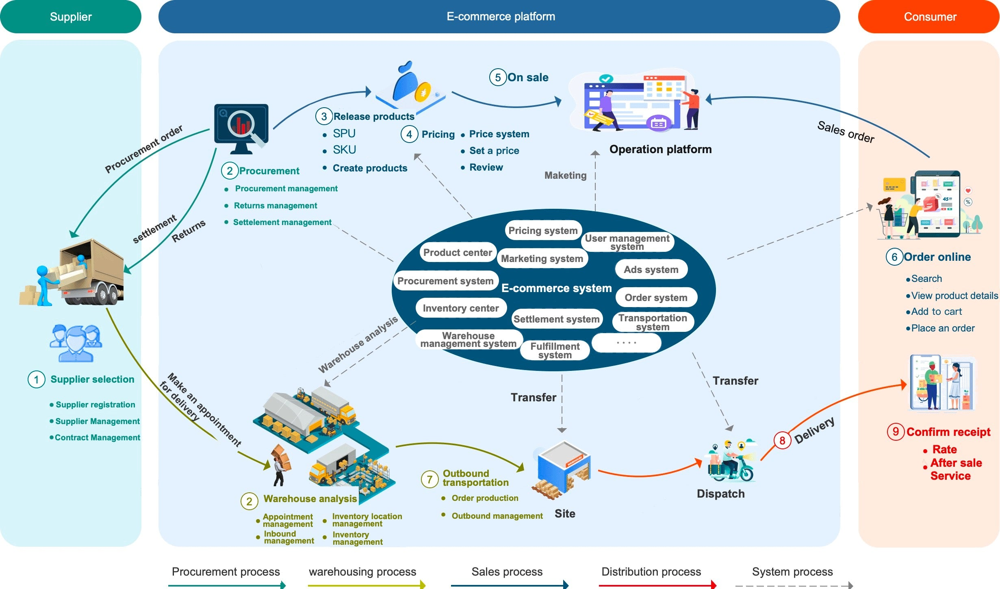 Supplier
E-commerce platform
Consumer
5 On sale
3 Release products
SPU
SKU
Create products
4 Pricing
Price system
Set a price
Review
Operation platform
Sales order
Procurement order
2 Procurement
Procurement management
Returns management
Settelement management
settlement
Returns
Maketing
45
%
%
Pricing system
User management
system
Product center
Marketing system
Ads system
Procurement system
E-commerce system
Order system
Inventory center
Settlement system
Transportation
system
Warehouse
management system
Fulfillment
system
....
6 Order online
Search
View product details
Add to cart
Place an order
1 Supplier selection
Supplier registration
Supplier Management
Contract Management
Make an appointment
for delivery
Warehouse analysis
Transfer
Transfer
2 Warehouse analysis
Appointment
management
Inbound
management
Inventory location
management
Inventory
management
7 Outbound
transportation
Order production
Outbound management
WAREHOUSE
Site
Dispatch
8 Delivery
9 Confirm receipt
Rate
After sale
Service
Procurement process
warehousing process
Sales process
Distribution process
System process